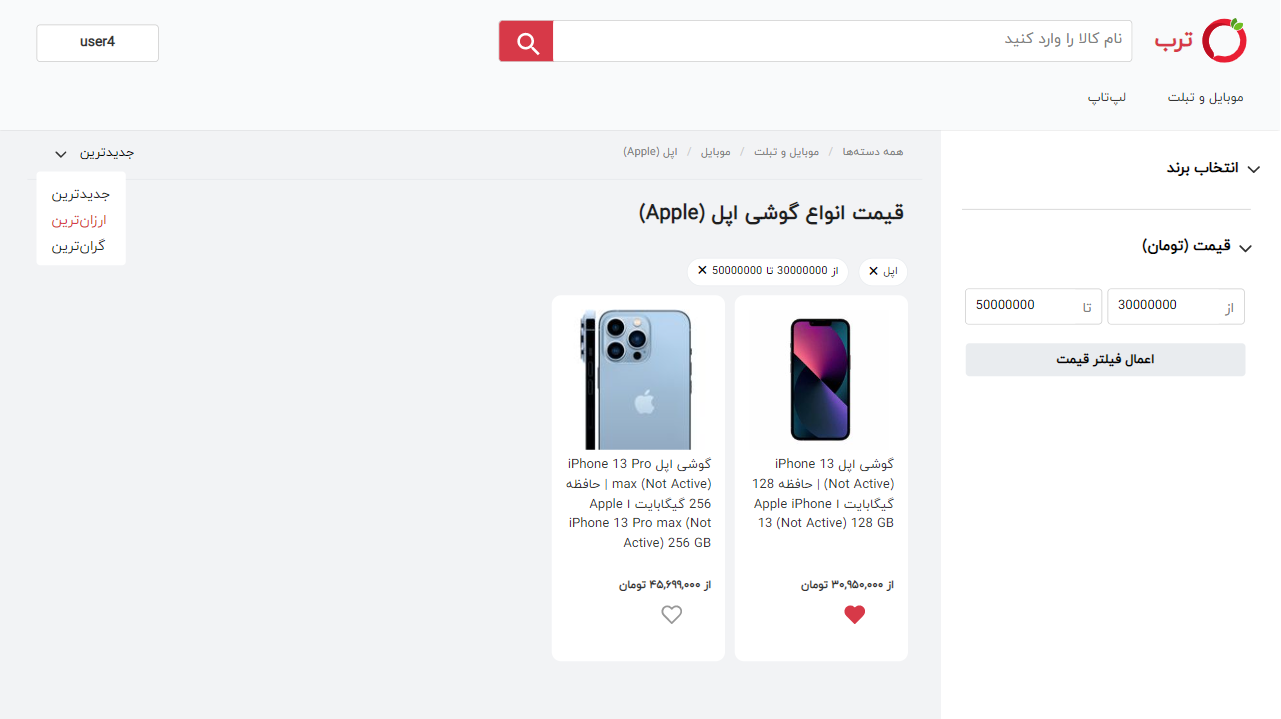 ترب
نام کالا را وارد کنید
user4
موبایل و تبلت
لپ‌تاپ
انتخاب برند
قیمت (تومان)
از 30000000
تا 50000000
اعمال فیلتر قیمت
همه دسته‌ها / موبایل و تبلت / موبایل / اپل (Apple)
جدیدترین
جدیدترین
ارزان‌ترین
گران‌ترین
قیمت انواع گوشی اپل (Apple)
اپل ✕
از 30000000 تا 50000000 ✕
گوشی اپل iPhone 13
(Not Active) | حافظه 128
گیگابایت ا Apple iPhone
13 (Not Active) 128 GB
از ۳۰,۹۵۰,۰۰۰ تومان
گوشی اپل iPhone 13 Pro
max (Not Active) | حافظه
256 گیگابایت ا Apple
iPhone 13 Pro max (Not
Active) 256 GB
از ۴۵,۶۹۹,۰۰۰ تومان